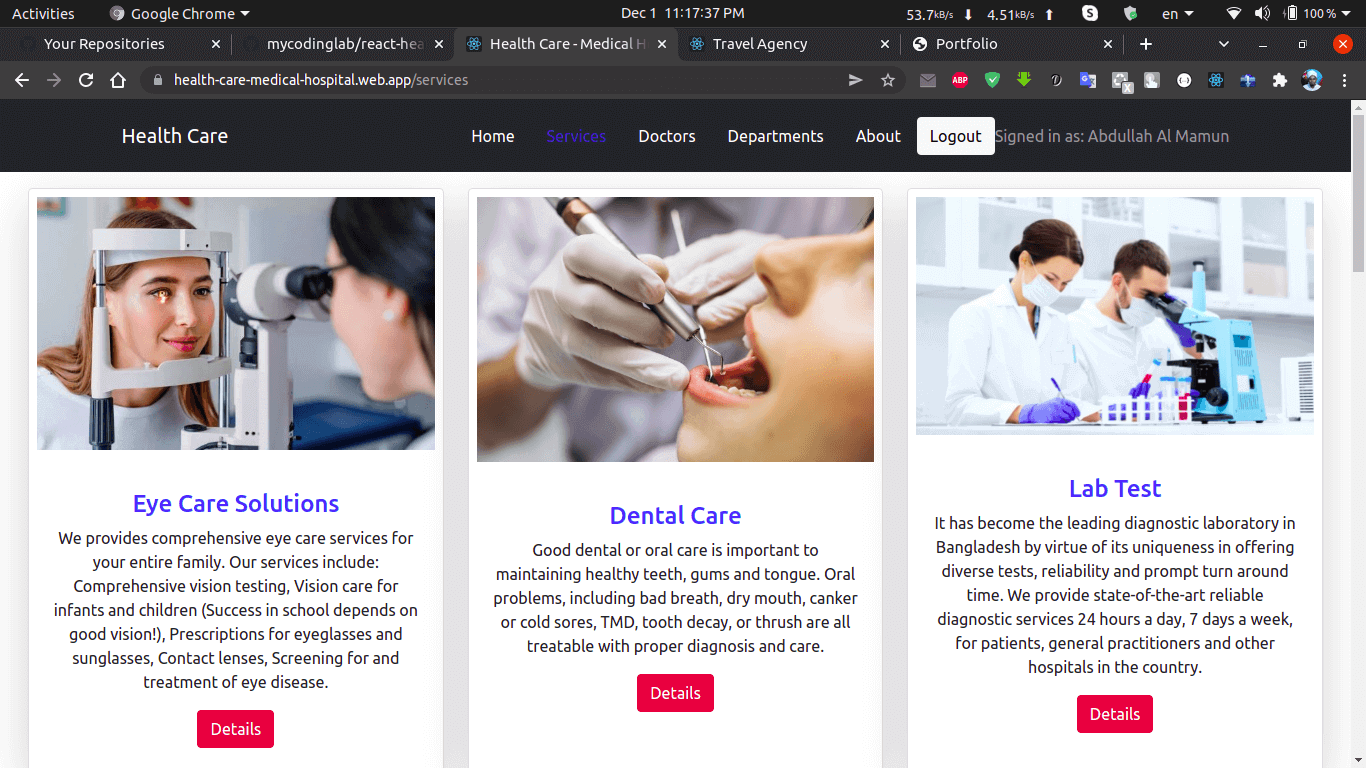 Activities
Google Chrome
Dec 1 11:17:37 PM
53.7kB/s
4.51kB/s
en
100 %
Your Repositories
mycodinglab/react-hea
Health Care - Medical H
Travel Agency
Portfolio
health-care-medical-hospital.web.app/services
ABP
Health Care
Home
Services
Doctors
Departments
About
Logout
Signed in as: Abdullah Al Mamun
Eye Care Solutions
We provides comprehensive eye care services for
your entire family. Our services include:
Comprehensive vision testing, Vision care for
infants and children (Success in school depends on
good vision!), Prescriptions for eyeglasses and
sunglasses, Contact lenses, Screening for and
treatment of eye disease.
Details
Dental Care
Good dental or oral care is important to
maintaining healthy teeth, gums and tongue. Oral
problems, including bad breath, dry mouth, canker
or cold sores, TMD, tooth decay, or thrush are all
treatable with proper diagnosis and care.
Details
Lab Test
It has become the leading diagnostic laboratory in
Bangladesh by virtue of its uniqueness in offering
diverse tests, reliability and prompt turn around
time. We provide state-of-the-art reliable
diagnostic services 24 hours a day, 7 days a week,
for patients, general practitioners and other
hospitals in the country.
Details